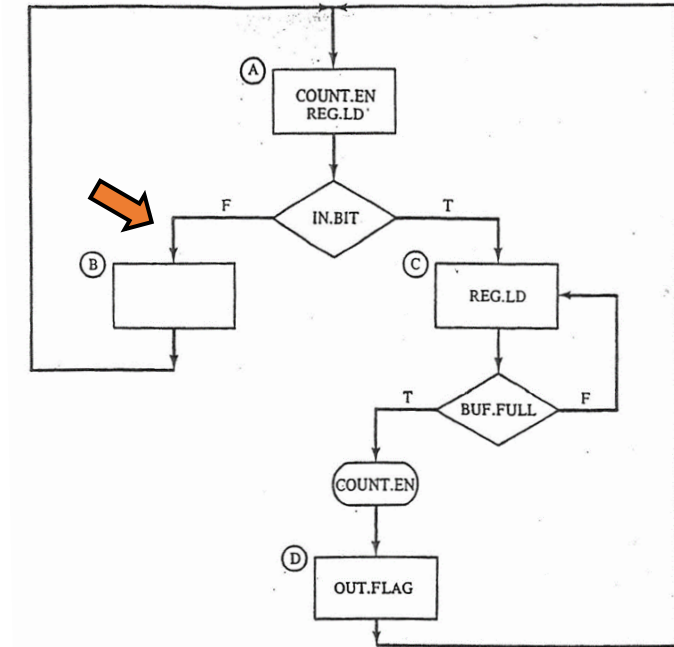 A
COUNT.EN
REG.LD
F
IN.BIT
T
B
C
REG.LD
T
BUF.FULL
F
COUNT.EN
D
OUT.FLAG